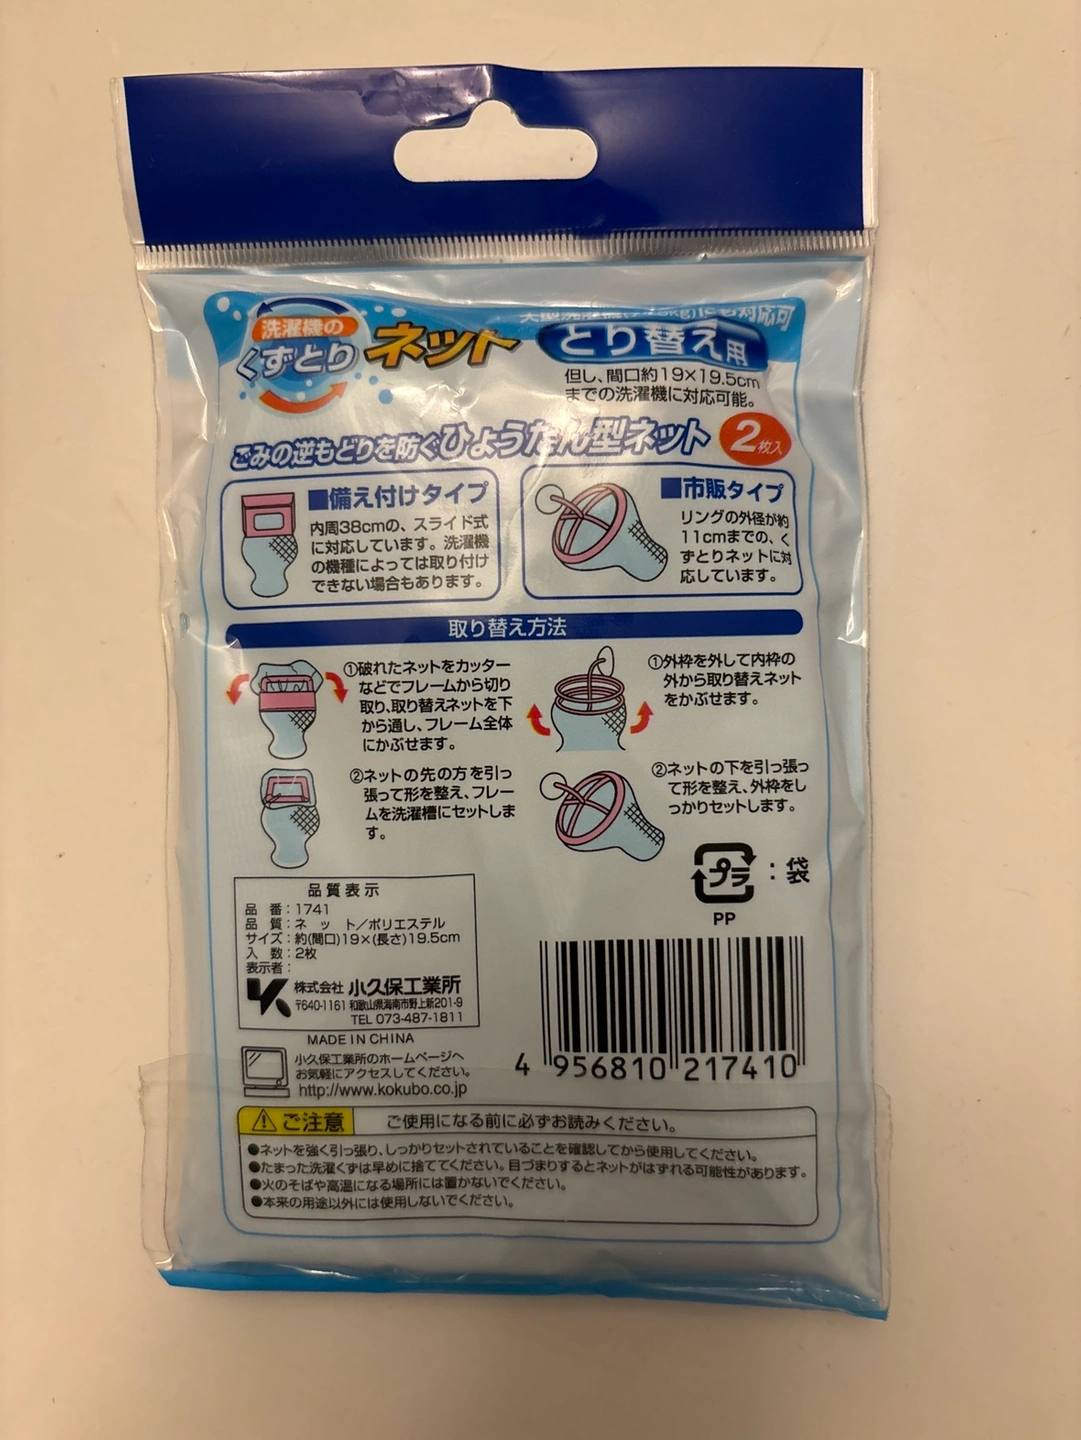 洗濯機の
くずとり ネット
にも対応可
とり替え用
但し、間口約19×19.5cm
までの洗濯機に対応可能。
ごみの逆もどりを防ぐひょうたん型ネット 2枚入
■備え付けタイプ
内周38cmの、スライド式
に対応しています。洗濯機
の機種によっては取り付け
できない場合もあります。
■市販タイプ
リングの外径が約
11cmまでの、く
ずとりネットに対
応しています。
取り替え方法
①破れたネットをカッター
などでフレームから切り
取り、取り替えネットを下
から通し、フレーム全体
にかぶせます。
②ネットの先の方を引っ
張って形を整え、フレー
ムを洗濯槽にセットしま
す。
①外枠を外して内枠の
外から取り替えネット
をかぶせます。
②ネットの下を引っ張っ
て形を整え、外枠をし
っかりセットします。
プラ：袋
PP
品質表示
品番：1741
品質：ネット／ポリエステル
サイズ：約(間口)19×(長さ)19.5cm
入数：2枚
表示者：
株式会社 小久保工業所
〒640-1161 和歌山県海南市野上新201-9
TEL 073-487-1811
MADE IN CHINA
小久保工業所のホームページへ
お気軽にアクセスしてください。
http://www.kokubo.co.jp
4 956810 217410
⚠ご注意 ご使用になる前に必ずお読みください。
●ネットを強く引っ張り、しっかりセットされていることを確認してから使用してください。
●たまった洗濯くずは早めに捨ててください。目づまりするとネットがはずれる可能性があります。
●火のそばや高温になる場所には置かないでください。
●本来の用途以外には使用しないでください。